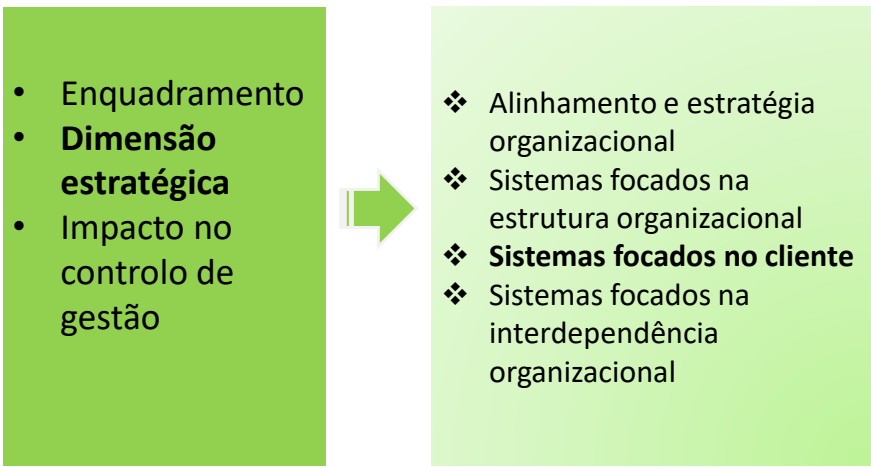 • Enquadramento
• Dimensão
estratégica
• Impacto no
controlo de
gestão
❖ Alinhamento e estratégia
organizacional
❖ Sistemas focados na
estrutura organizacional
❖ Sistemas focados no cliente
❖ Sistemas focados na
interdependência
organizacional